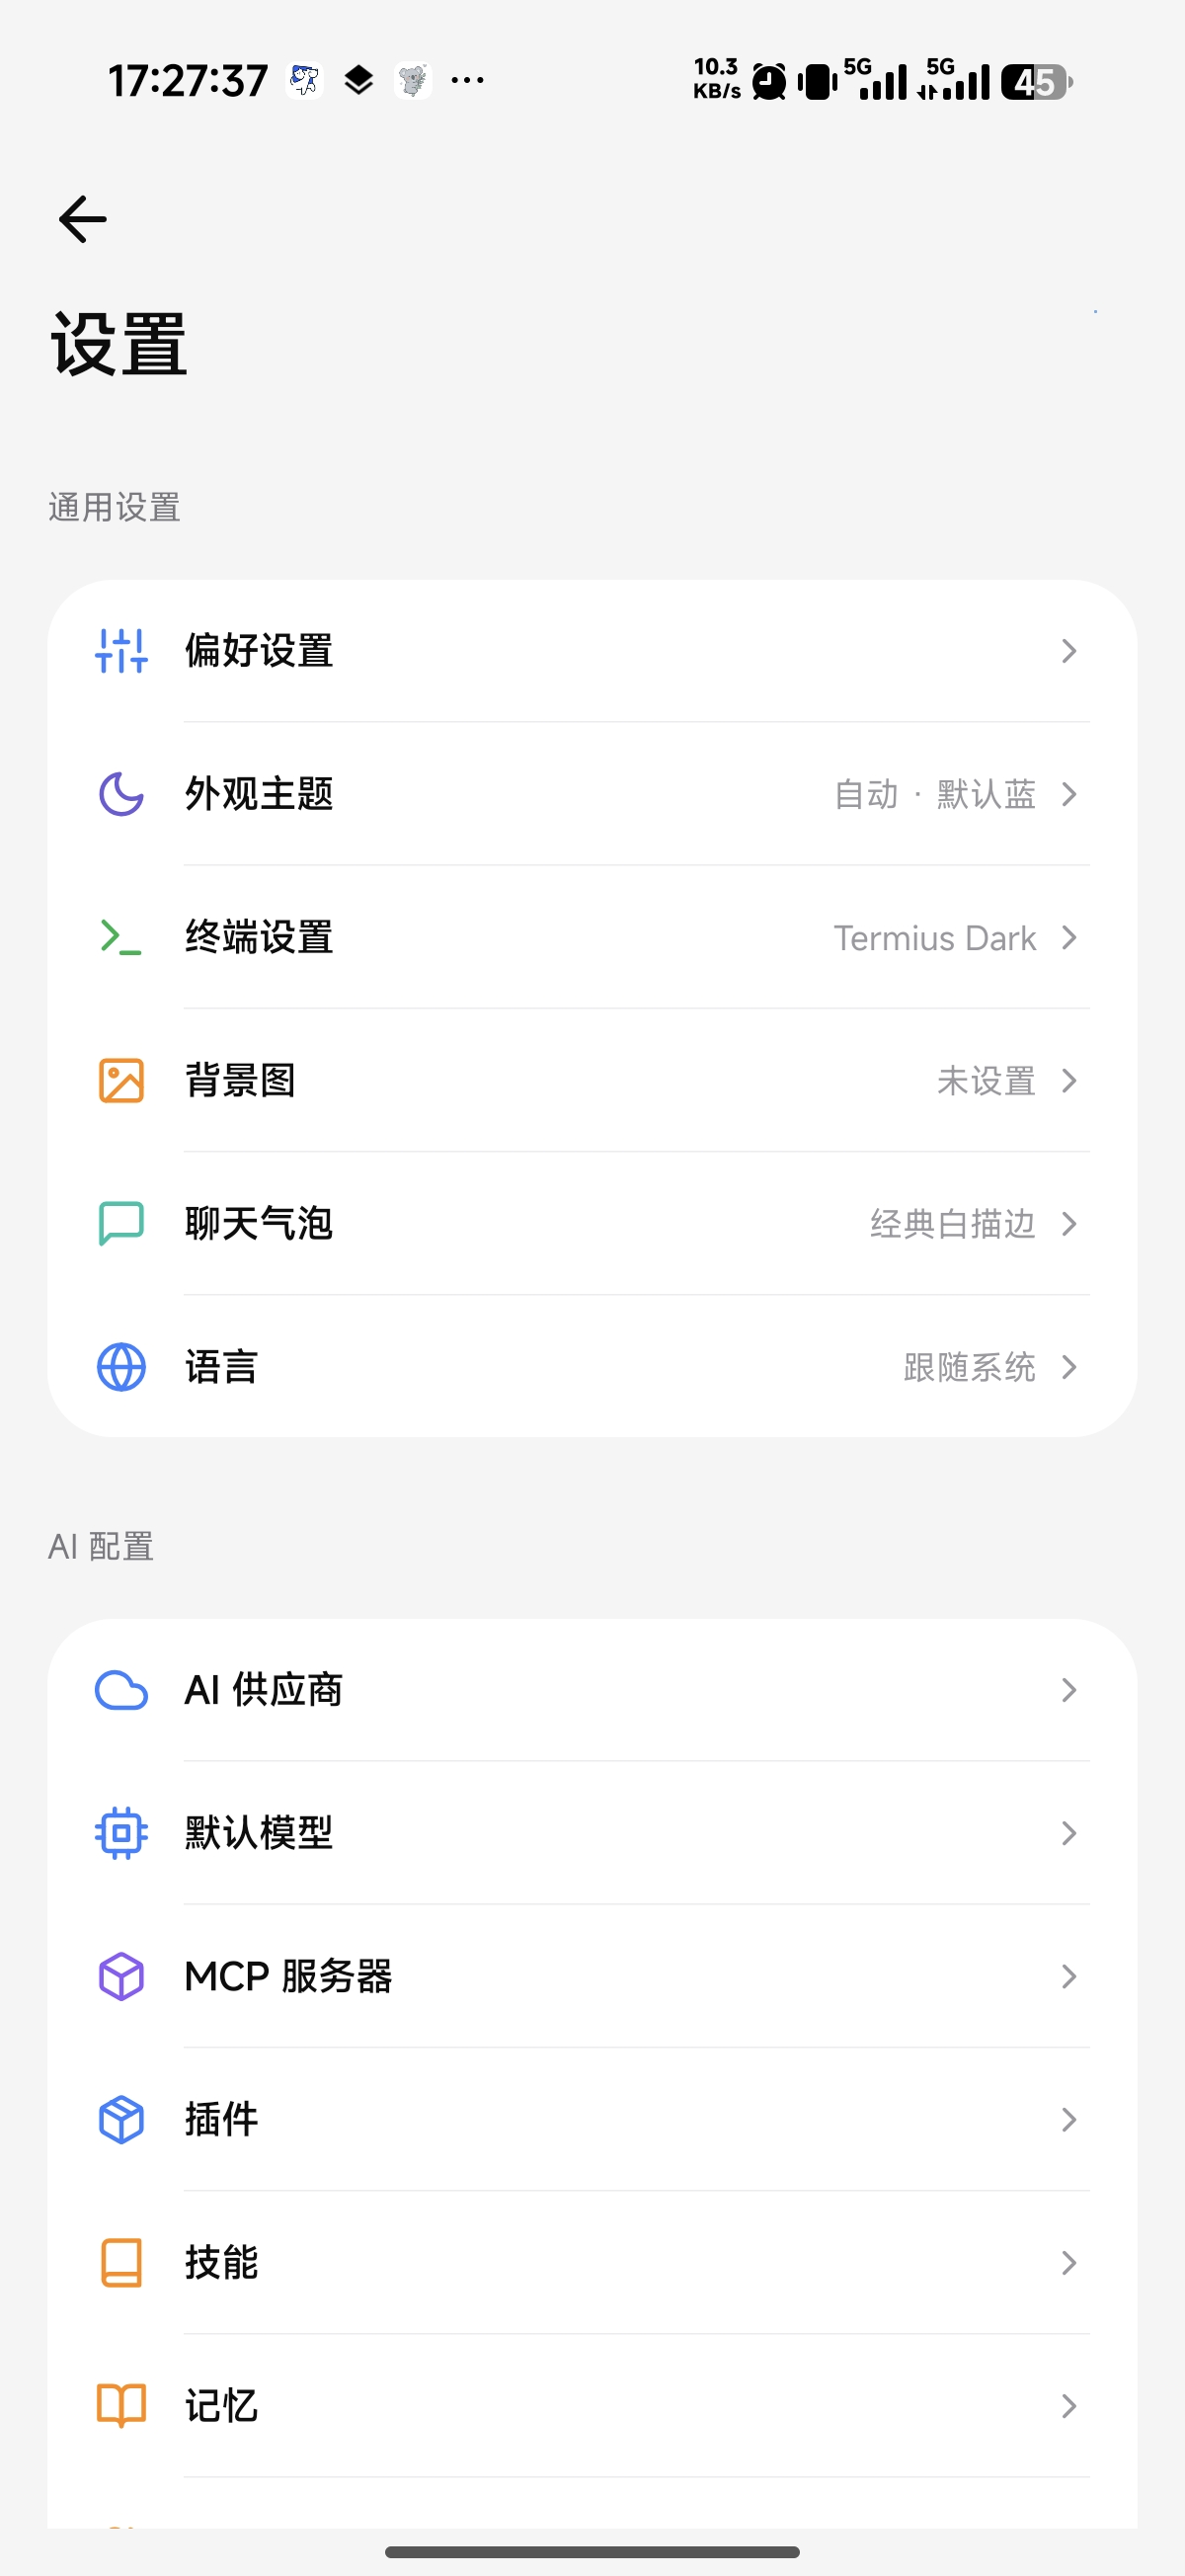 17:27:37
10.3
KB/s
5G
5G
45
设置
通用设置
偏好设置
外观主题
自动 · 默认蓝
终端设置
Termius Dark
背景图
未设置
聊天气泡
经典白描边
语言
跟随系统
AI 配置
AI 供应商
默认模型
MCP 服务器
插件
技能
记忆